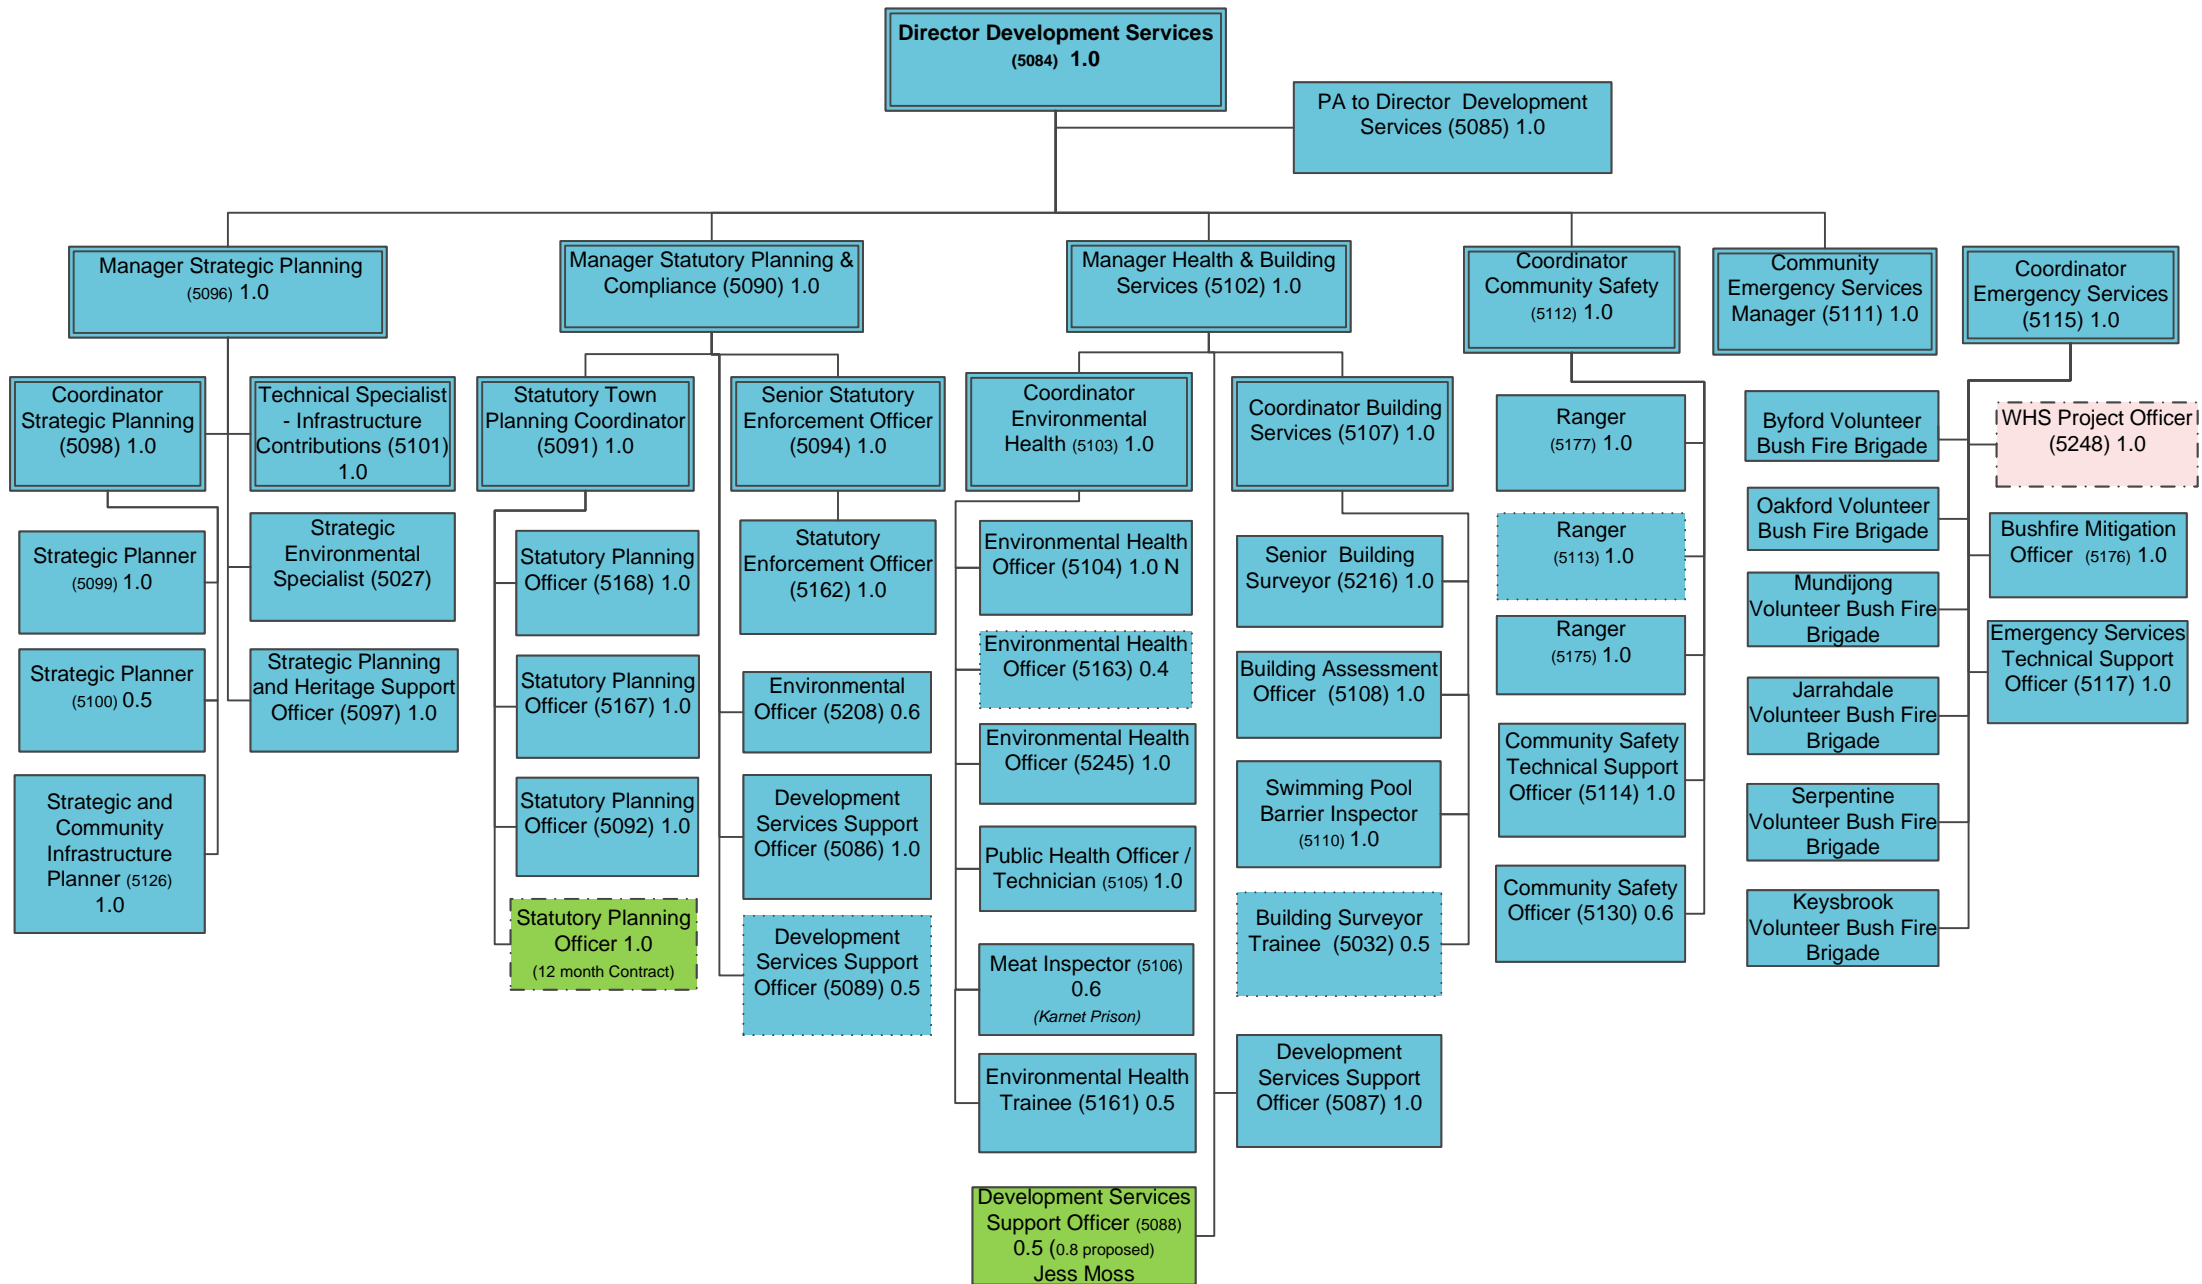 Director Development Services
(5084) 1.0
PA to Director Development
Services (5085) 1.0
Manager Strategic Planning
(5096) 1.0
Manager Statutory Planning &
Compliance (5090) 1.0
Manager Health & Building
Services (5102) 1.0
Coordinator
Community Safety
(5112) 1.0
Community
Emergency Services
Manager (5111) 1.0
Coordinator
Emergency Services
(5115) 1.0
Coordinator
Strategic Planning
(5098) 1.0
Technical Specialist
- Infrastructure
Contributions (5101)
1.0
Strategic Planner
(5099) 1.0
Strategic
Environmental
Specialist (5027)
Strategic Planner
(5100) 0.5
Strategic Planning
and Heritage Support
Officer (5097) 1.0
Strategic and
Community
Infrastructure
Planner (5126)
1.0
Statutory Town
Planning Coordinator
(5091) 1.0
Senior Statutory
Enforcement Officer
(5094) 1.0
Statutory Planning
Officer (5168) 1.0
Statutory
Enforcement Officer
(5162) 1.0
Statutory Planning
Officer (5167) 1.0
Environmental
Officer (5208) 0.6
Statutory Planning
Officer (5092) 1.0
Development
Services Support
Officer (5086) 1.0
Statutory Planning
Officer 1.0
(12 month Contract)
Development
Services Support
Officer (5089) 0.5
Coordinator
Environmental
Health (5103) 1.0
Coordinator Building
Services (5107) 1.0
Environmental Health
Officer (5104) 1.0 N
Environmental Health
Officer (5163) 0.4
Environmental Health
Officer (5245) 1.0
Public Health Officer /
Technician (5105) 1.0
Meat Inspector (5106)
0.6
(Karnet Prison)
Environmental Health
Trainee (5161) 0.5
Development Services
Support Officer (5088)
0.5 (0.8 proposed)
Jess Moss
Senior Building
Surveyor (5216) 1.0
Building Assessment
Officer (5108) 1.0
Swimming Pool
Barrier Inspector
(5110) 1.0
Building Surveyor
Trainee (5032) 0.5
Development
Services Support
Officer (5087) 1.0
Ranger
(5177) 1.0
Ranger
(5113) 1.0
Ranger
(5175) 1.0
Community Safety
Technical Support
Officer (5114) 1.0
Community Safety
Officer (5130) 0.6
Byford Volunteer
Bush Fire Brigade
Oakford Volunteer
Bush Fire Brigade
Mundijong
Volunteer Bush Fire
Brigade
Jarrahdale
Volunteer Bush Fire
Brigade
Serpentine
Volunteer Bush Fire
Brigade
Keysbrook
Volunteer Bush Fire
Brigade
WHS Project Officer
(5248) 1.0
Bushfire Mitigation
Officer (5176) 1.0
Emergency Services
Technical Support
Officer (5117) 1.0